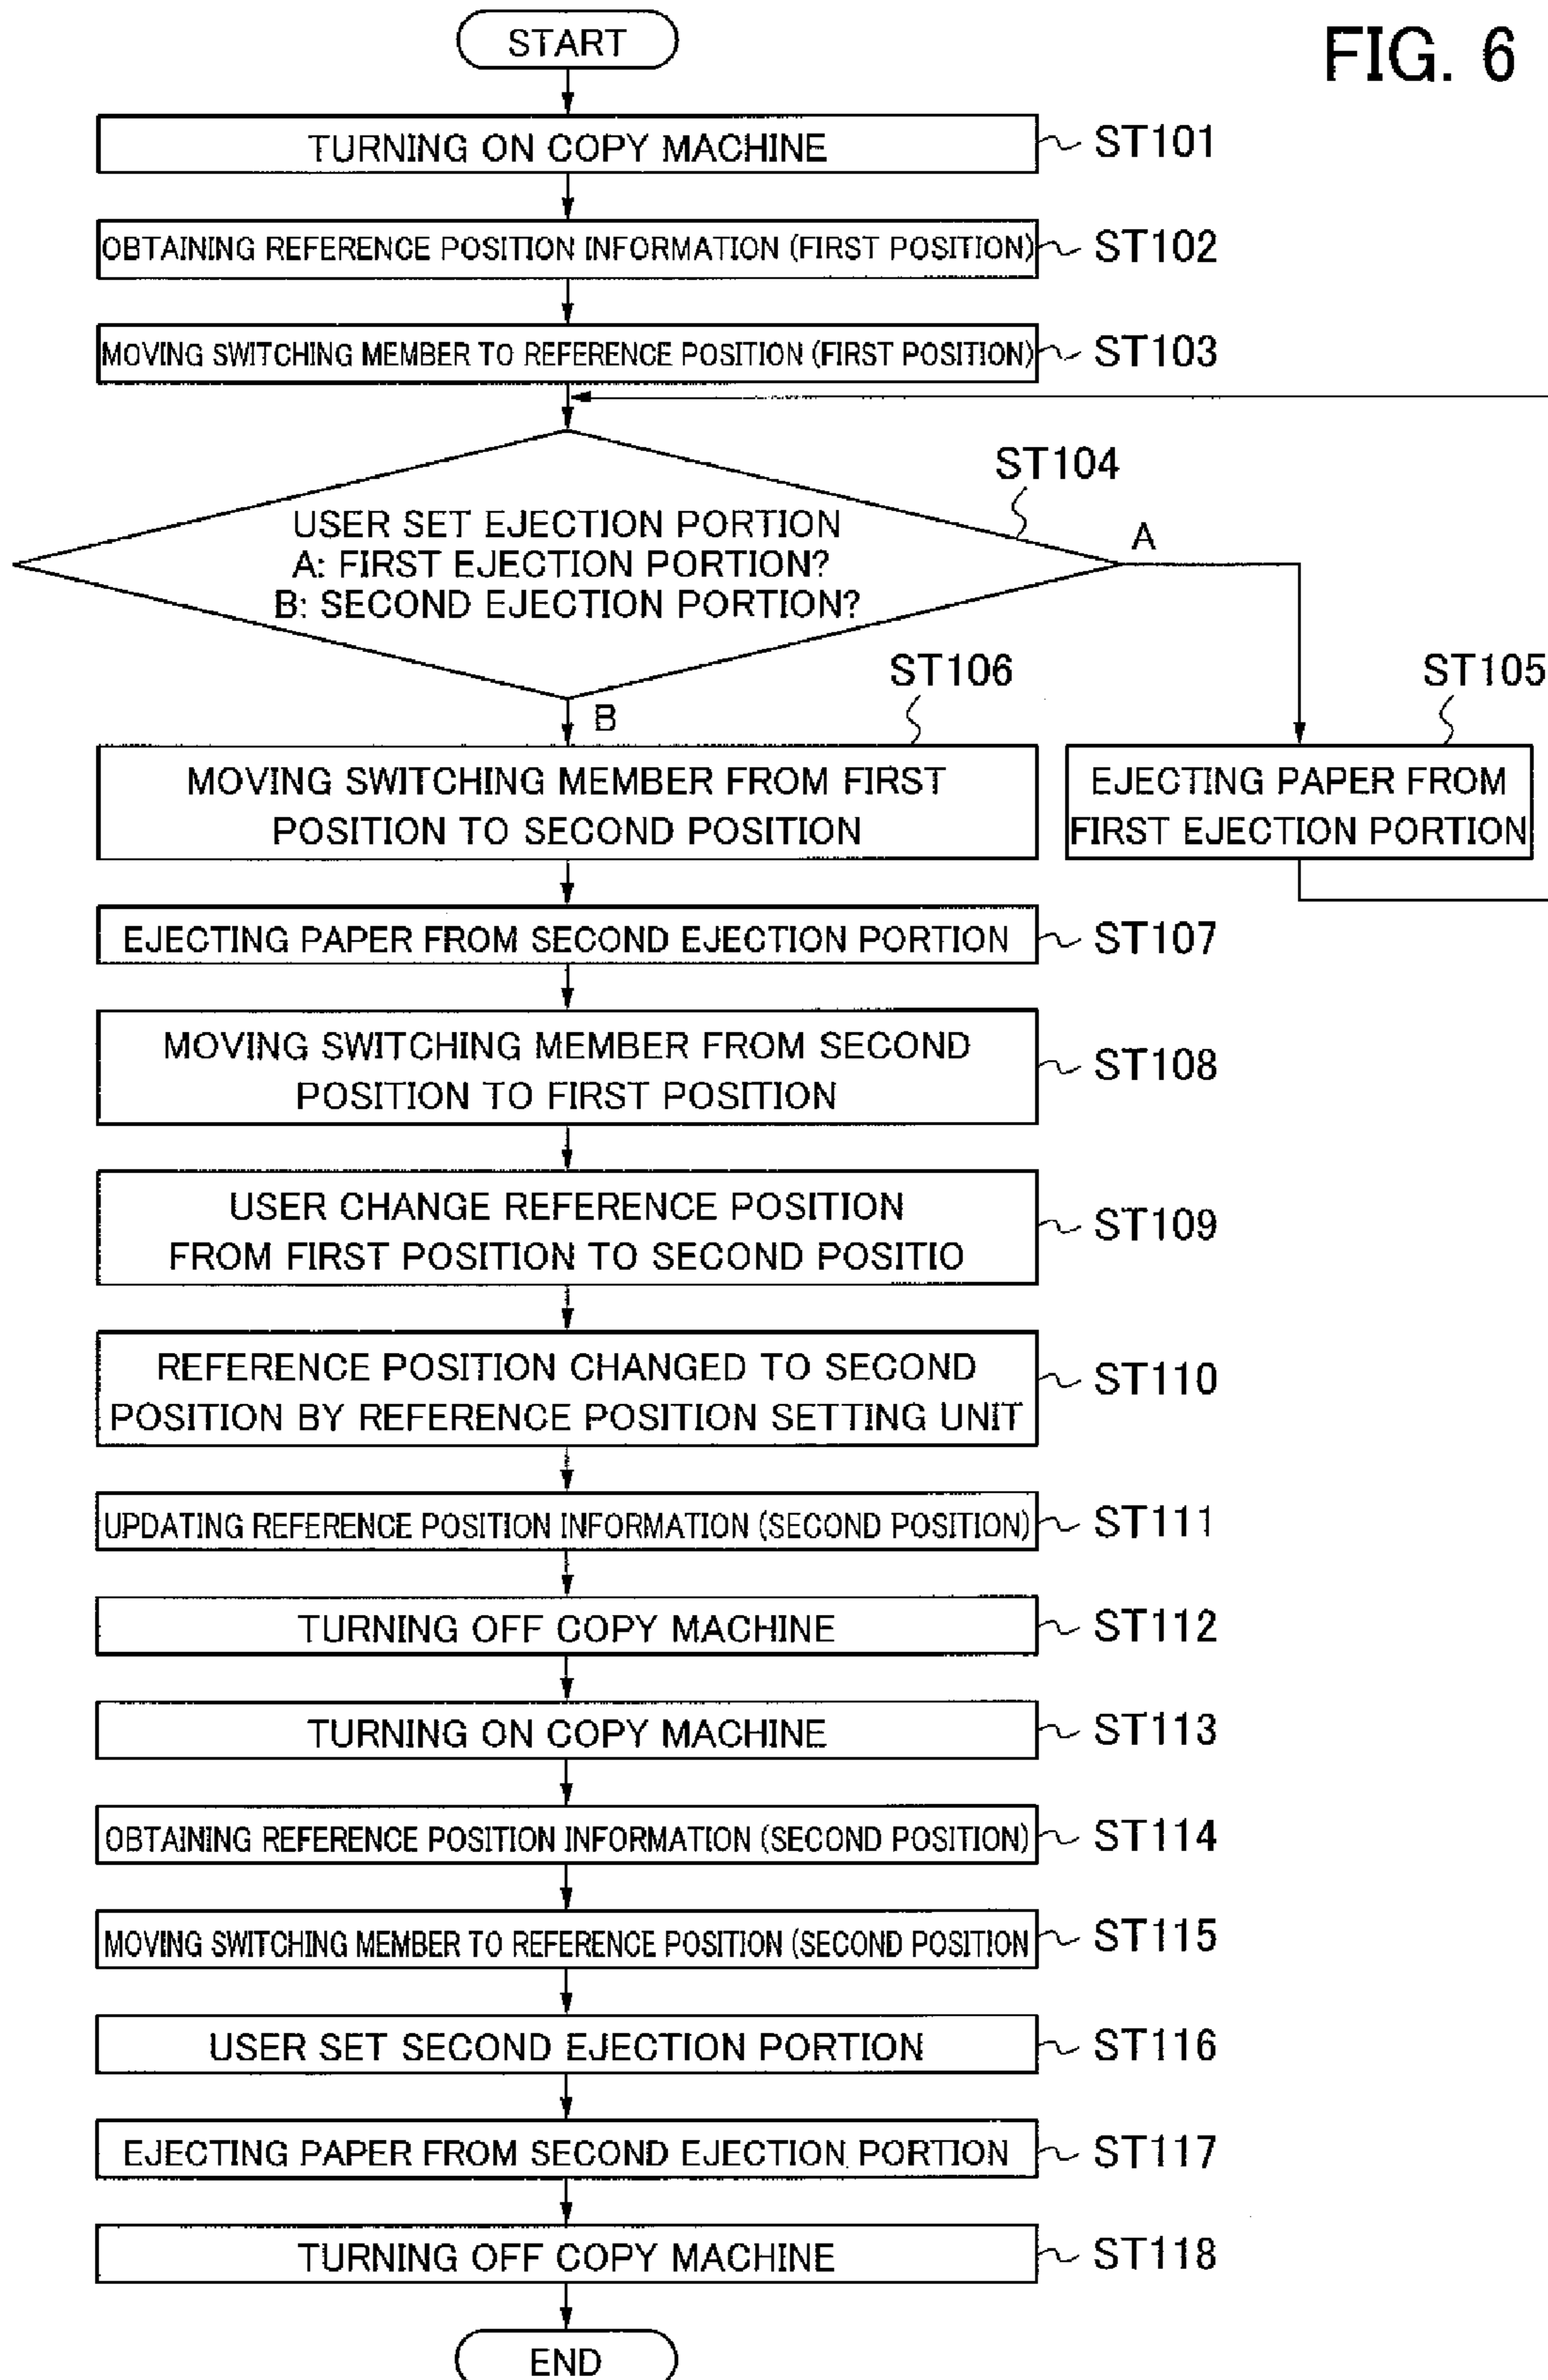 FIG. 6
START
TURNING ON COPY MACHINE
ST101
OBTAINING REFERENCE POSITION INFORMATION (FIRST POSITION)
ST102
MOVING SWITCHING MEMBER TO REFERENCE POSITION (FIRST POSITION)
ST103
ST104
USER SET EJECTION PORTION
A: FIRST EJECTION PORTION?
B: SECOND EJECTION PORTION?
A
B
ST106
MOVING SWITCHING MEMBER FROM FIRST
POSITION TO SECOND POSITION
ST105
EJECTING PAPER FROM
FIRST EJECTION PORTION
EJECTING PAPER FROM SECOND EJECTION PORTION
ST107
MOVING SWITCHING MEMBER FROM SECOND
POSITION TO FIRST POSITION
ST108
USER CHANGE REFERENCE POSITION
FROM FIRST POSITION TO SECOND POSITIO
ST109
REFERENCE POSITION CHANGED TO SECOND
POSITION BY REFERENCE POSITION SETTING UNIT
ST110
UPDATING REFERENCE POSITION INFORMATION (SECOND POSITION)
ST111
TURNING OFF COPY MACHINE
ST112
TURNING ON COPY MACHINE
ST113
OBTAINING REFERENCE POSITION INFORMATION (SECOND POSITION)
ST114
MOVING SWITCHING MEMBER TO REFERENCE POSITION (SECOND POSITION
ST115
USER SET SECOND EJECTION PORTION
ST116
EJECTING PAPER FROM SECOND EJECTION PORTION
ST117
TURNING OFF COPY MACHINE
ST118
END